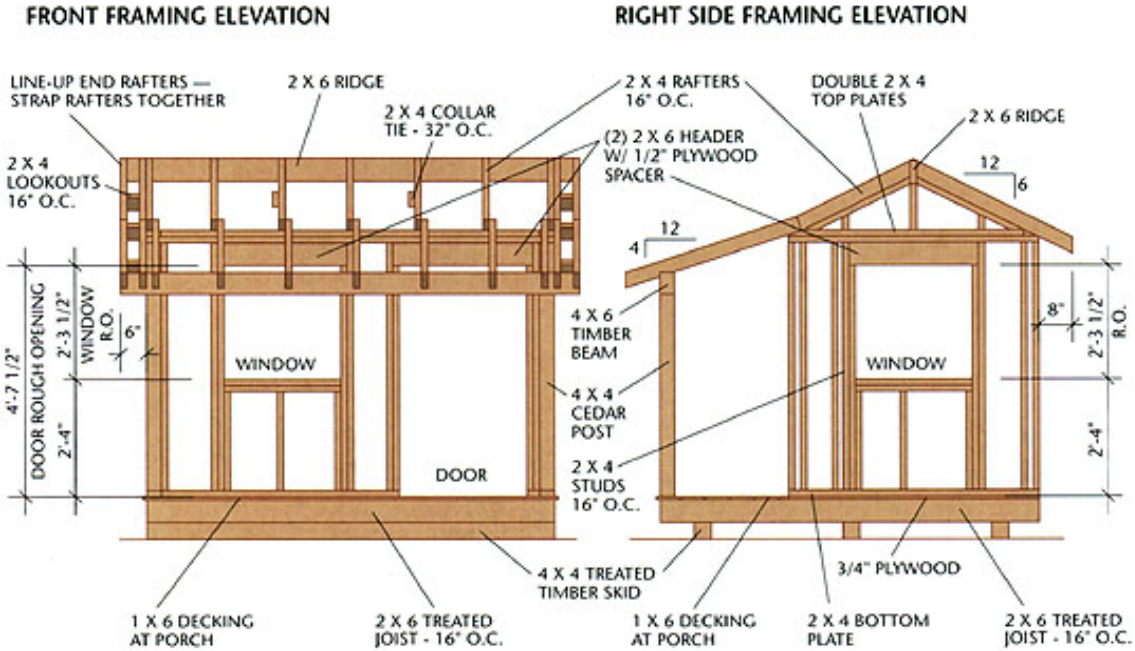 FRONT FRAMING ELEVATION
RIGHT SIDE FRAMING ELEVATION
LINE-UP END RAFTERS —
STRAP RAFTERS TOGETHER
2 X 6 RIDGE
2 X 4 COLLAR
TIE - 32" O.C.
2 X 4 RAFTERS
16" O.C.
DOUBLE 2 X 4
TOP PLATES
2 X 6 RIDGE
(2) 2 X 6 HEADER
W/ 1/2" PLYWOOD
SPACER
2 X 4
LOOKOUTS
16" O.C.
12
6
12
4
4'-7 1/2"
DOOR ROUGH OPENING
2'-3 1/2"
WINDOW
R.O.
6"
2'-4"
WINDOW
DOOR
4 X 6
TIMBER
BEAM
4 X 4
CEDAR
POST
2 X 4
STUDS
16" O.C.
WINDOW
8"
2'-3 1/2"
R.O.
2'-4"
3/4" PLYWOOD
4 X 4 TREATED
TIMBER SKID
1 X 6 DECKING
AT PORCH
2 X 6 TREATED
JOIST - 16" O.C.
1 X 6 DECKING
AT PORCH
2 X 4 BOTTOM
PLATE
2 X 6 TREATED
JOIST - 16" O.C.